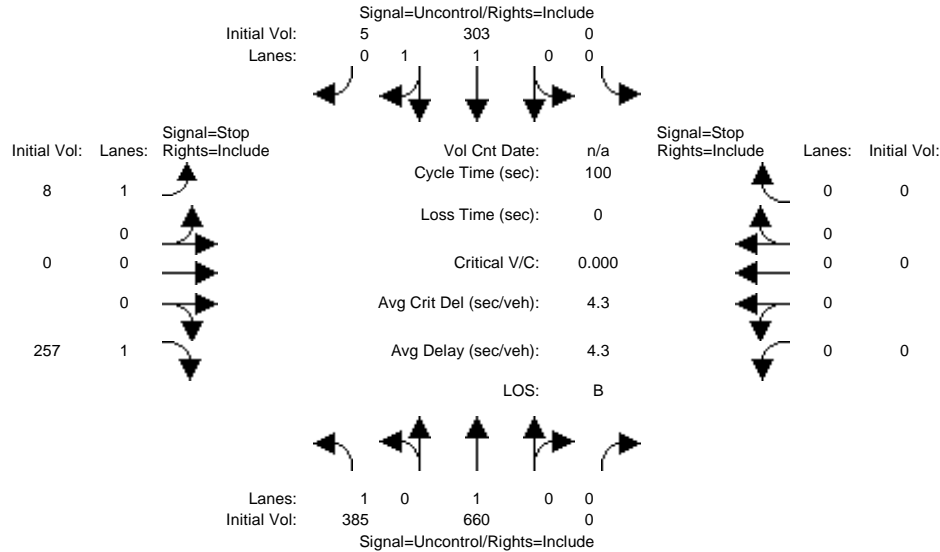 Signal=Uncontrol/Rights=Include
Initial Vol: 5 303 0
Lanes: 0 1 1 0 0
Signal=Stop Signal=Stop
Initial Vol: Lanes: Rights=Include Vol Cnt Date: n/a Rights=Include Lanes: Initial Vol:
Cycle Time (sec): 100
8 1 0 0
Loss Time (sec): 0
0 0
0 0 Critical V/C: 0.000 0 0
0 Avg Crit Del (sec/veh): 4.3 0
257 1 Avg Delay (sec/veh): 4.3 0 0
LOS: B
Lanes: 1 0 1 0 0
Initial Vol: 385 660 0
Signal=Uncontrol/Rights=Include